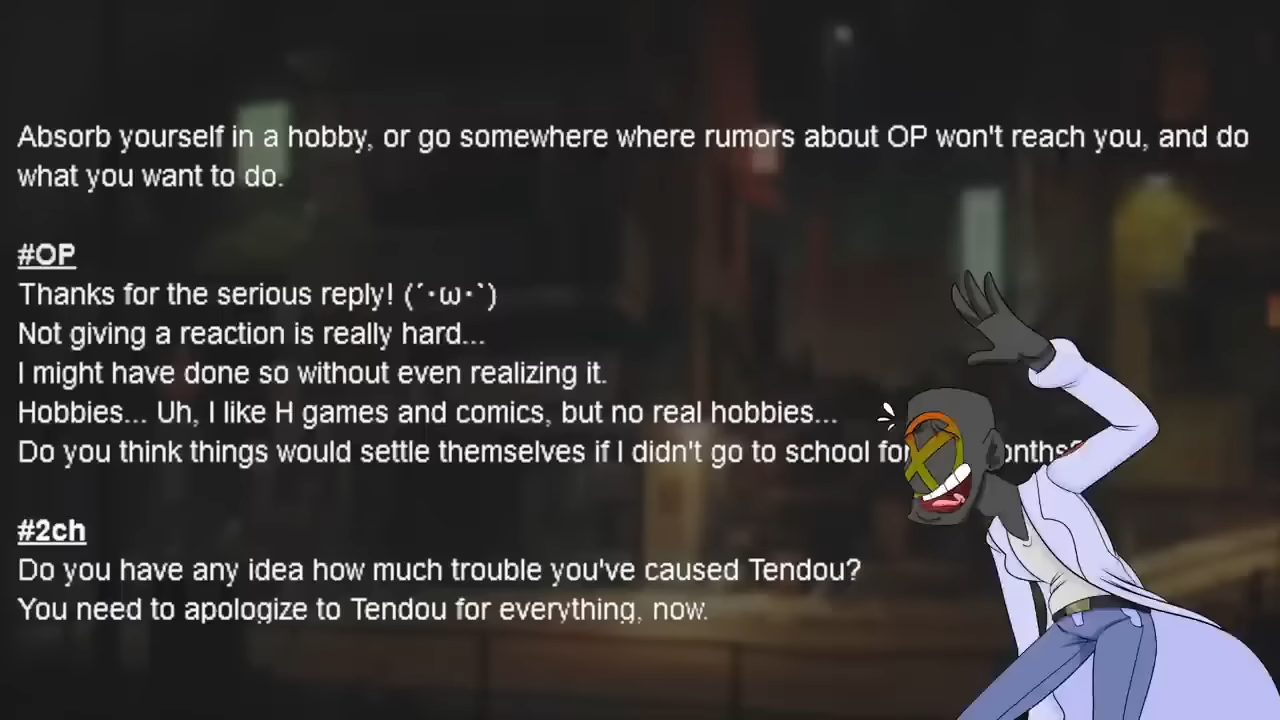 Absorb yourself in a hobby, or go somewhere where rumors about OP won't reach you, and do
what you want to do.
#OP
Thanks for the serious reply! (´･ω･`)
Not giving a reaction is really hard...
I might have done so without even realizing it.
Hobbies... Uh, I like H games and comics, but no real hobbies...
Do you think things would settle themselves if I didn't go to school
#2ch
Do you have any idea how much trouble you've caused Tendou?
You need to apologize to Tendou for everything, now.